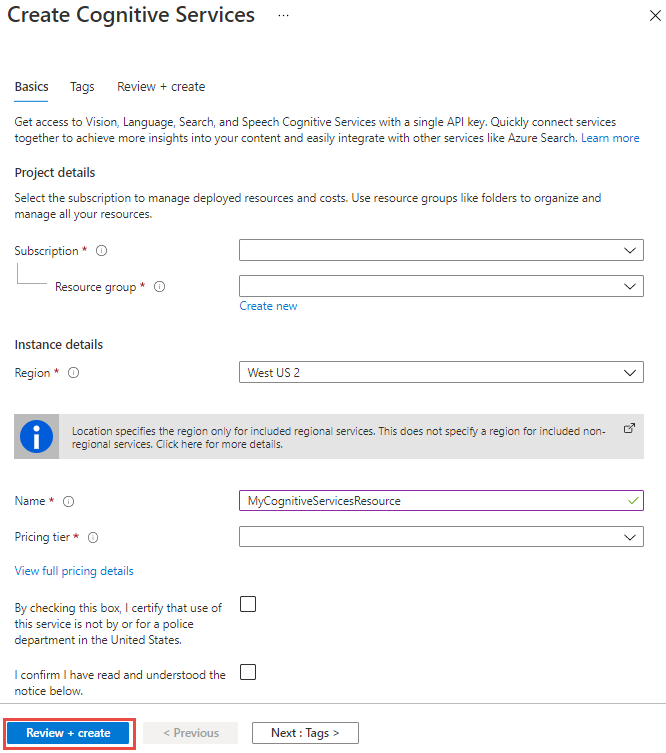 Create Cognitive Services ...
Basics Tags Review + create
Get access to Vision, Language, Search, and Speech Cognitive Services with a single API key. Quickly connect services
together to achieve more insights into your content and easily integrate with other services like Azure Search. Learn more
Project details
Select the subscription to manage deployed resources and costs. Use resource groups like folders to organize and
manage all your resources.
Subscription *
Resource group *
Create new
Instance details
Region * West US 2
Location specifies the region only for included regional services. This does not specify a region for included non-
regional services. Click here for more details.
Name * MyCognitiveServicesResource
Pricing tier *
View full pricing details
By checking this box, I certify that use of
this service is not by or for a police
department in the United States.
I confirm I have read and understood the
notice below.
Review + create < Previous Next : Tags >